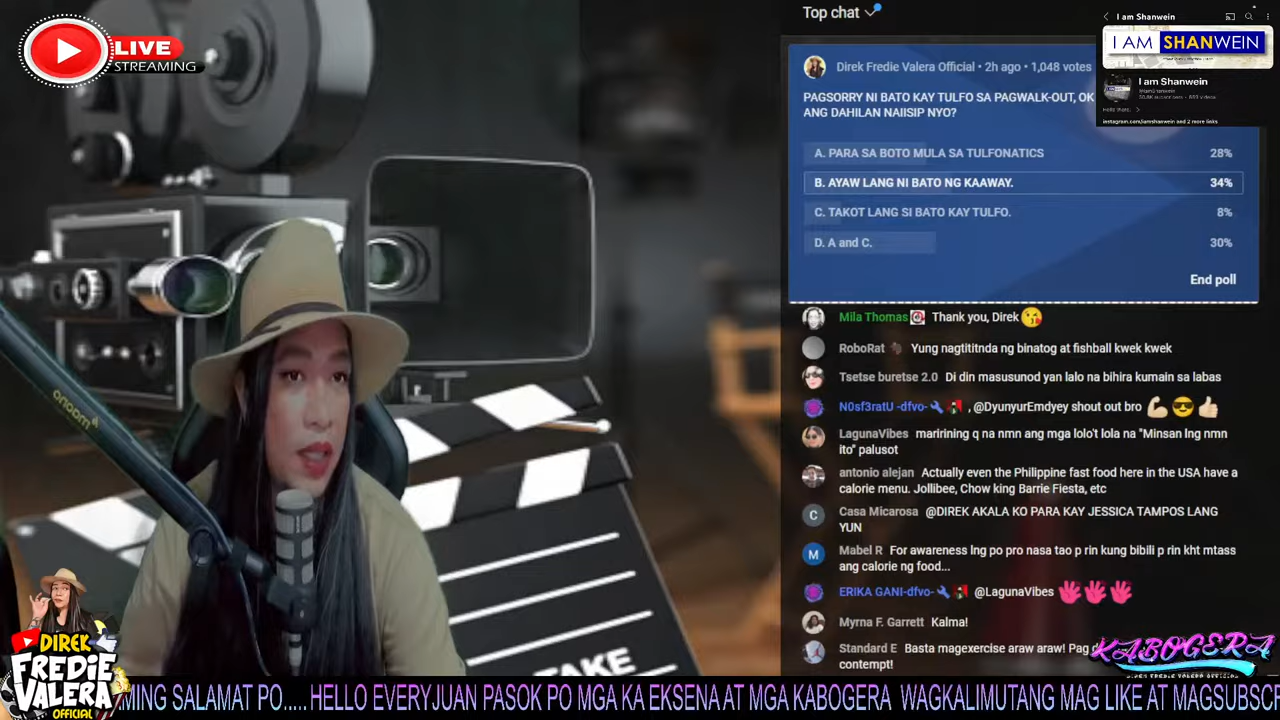 LIVE
STREAMING
Top chat
I am Shanwein
I AM SHANWEIN
I am Shanwein
instagram.com/iamshanwein and 2 more links
Direk Fredie Valera Official • 2h ago • 1,048 votes
PAGSORRY NI BATO KAY TULFO SA PAGWALK-OUT, OK
ANG DAHILAN NAIISIP NYO?
A. PARA SA BOTO MULA SA TULFONATICS 28%
B. AYAW LANG NI BATO NG KAAWAY. 34%
C. TAKOT LANG SI BATO KAY TULFO. 8%
D. A and C. 30%
End poll
Mila Thomas Thank you, Direk 😘
RoboRat Yung nagtititnda ng binatog at fishball kwek kwek
Tsetse buretse 2.0 Di din masusunod yan lalo na bihira kumain sa labas
N0sf3ratU -dfvo- , @DyunyurEmdyey shout out bro 💪😎👍
LagunaVibes maririning q na nmn ang mga lolo't lola na "Minsan lng nmn
ito" palusot
antonio alejan Actually even the Philippine fast food here in the USA have a
calorie menu. Jollibee, Chow king Barrie Fiesta, etc
C Casa Micarosa @DIREK AKALA KO PARA KAY JESSICA TAMPOS LANG
YUN
M Mabel R For awareness lng po pro nasa tao p rin kung bibili p rin kht mtass
ang calorie ng food...
ERIKA GANI-dfvo- @LagunaVibes
Myrna F. Garrett Kalma!
Standard E Basta magexercise araw araw! Pag
contempt!
KABOGERA
DIREK
FREDIE
VALERA
OFFICIAL
TAKE
MING SALAMAT PO..... HELLO EVERYJUAN PASOK PO MGA KA EKSENA AT MGA KABOGERA WAGKALIMUTANG MAG LIKE AT MAGSUBSC